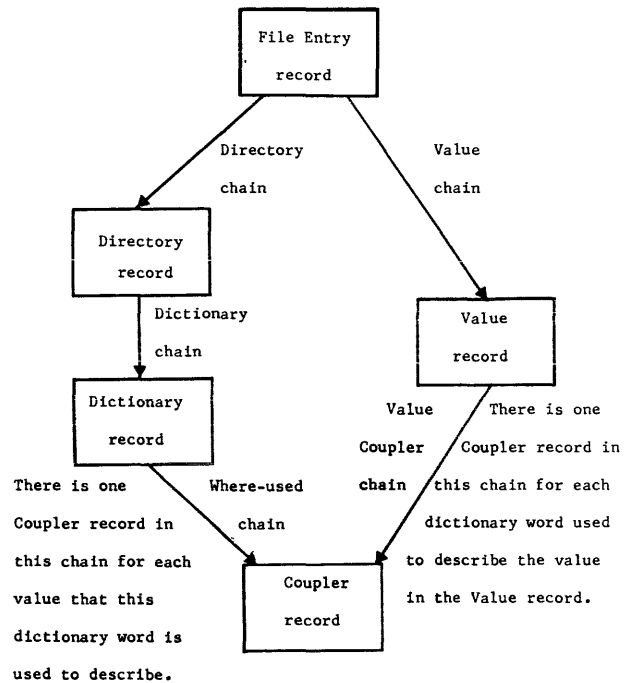 File Entry
record
Directory
chain
Value
chain
Directory
record
Dictionary
chain
Value
record
Dictionary
record
Where-used
chain
There is one
Coupler record in
this chain for each
value that this
dictionary word is
used to describe.
Value
Coupler
chain
There is one
Coupler record in
this chain for each
dictionary word used
to describe the value
in the Value record.
Coupler
record